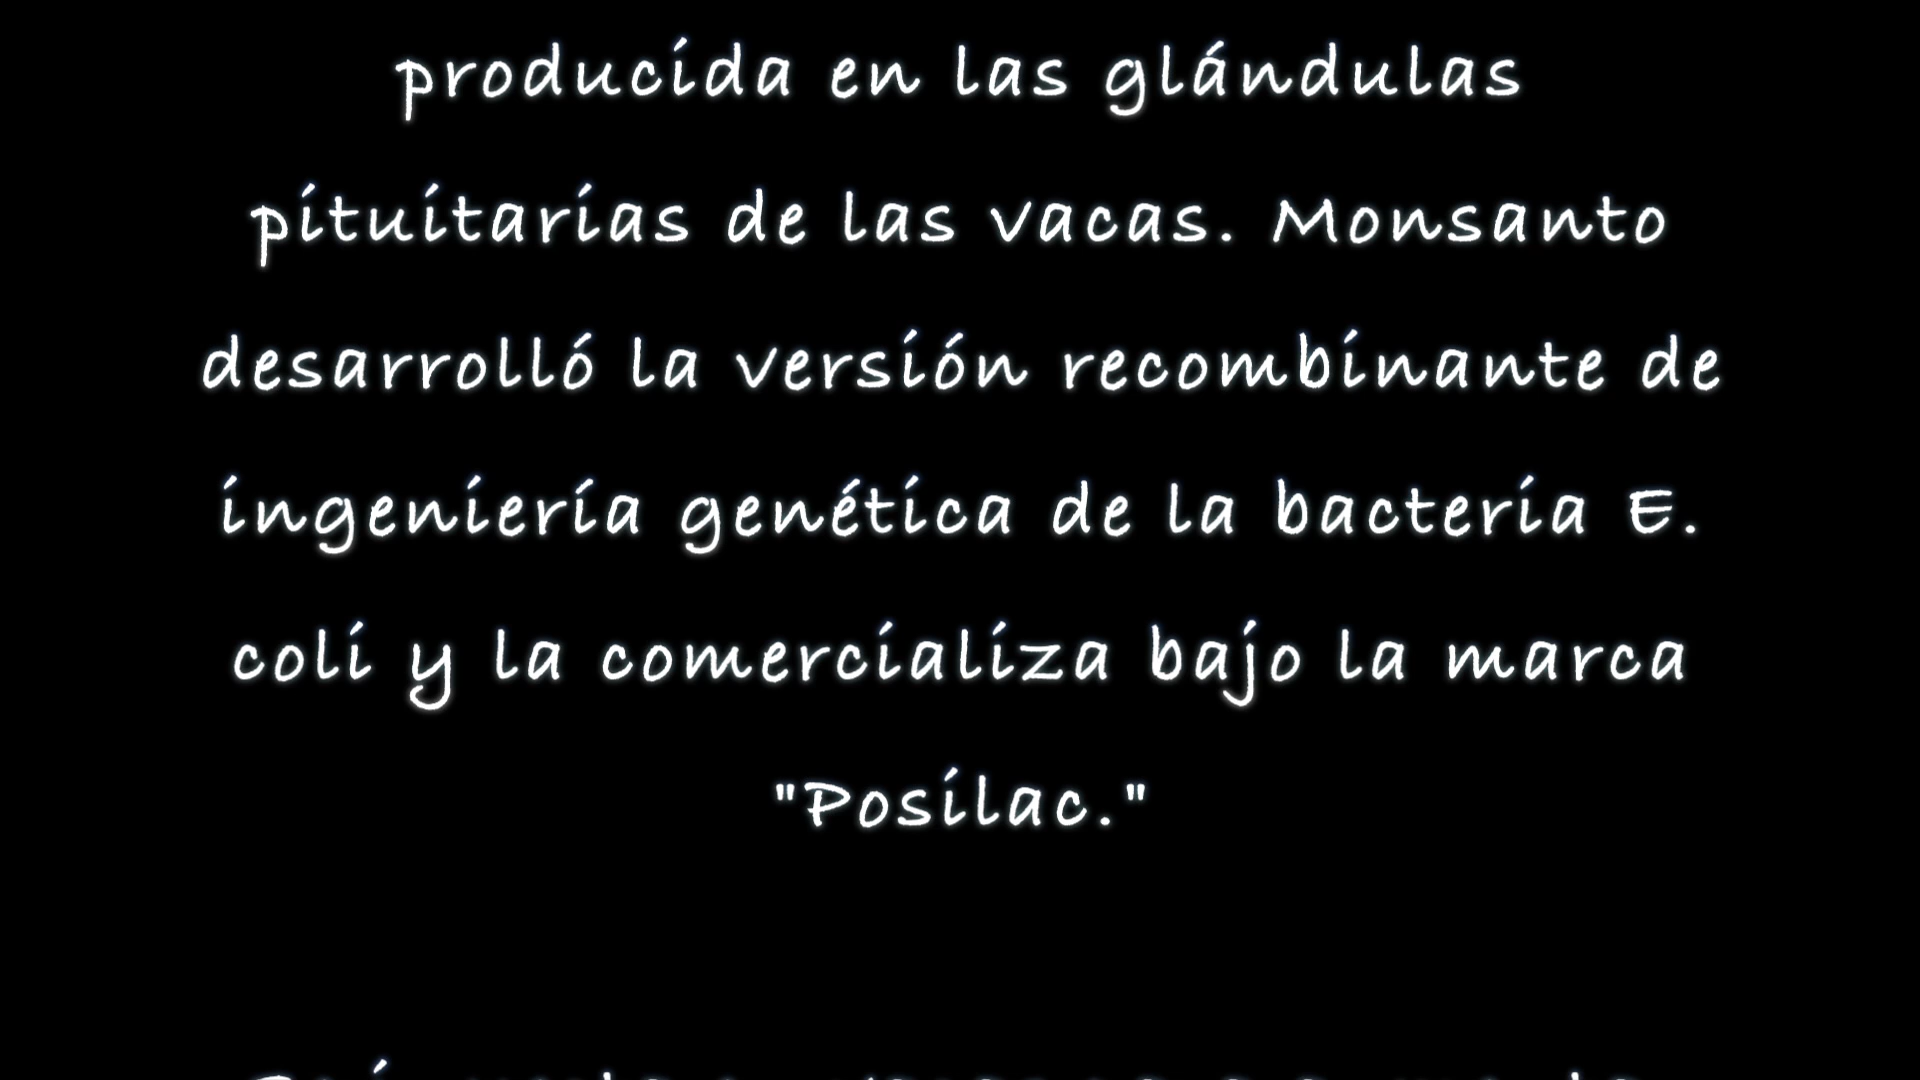 producida en las glándulas
pituitarias de las vacas. Monsanto
desarrolló la versión recombinante de
ingeniería genética de la bacteria E.
coli y la comercializa bajo la marca
"Posilac."